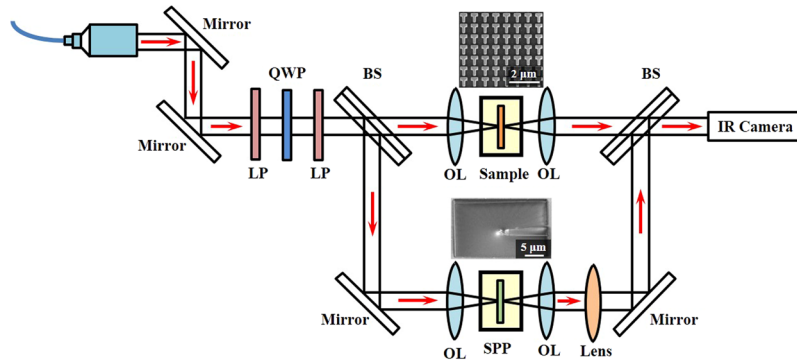 Mirror
QWP
BS
2 μm
BS
IR Camera
Mirror
LP
LP
OL
Sample
OL
5 μm
Mirror
OL
SPP
OL
Lens
Mirror